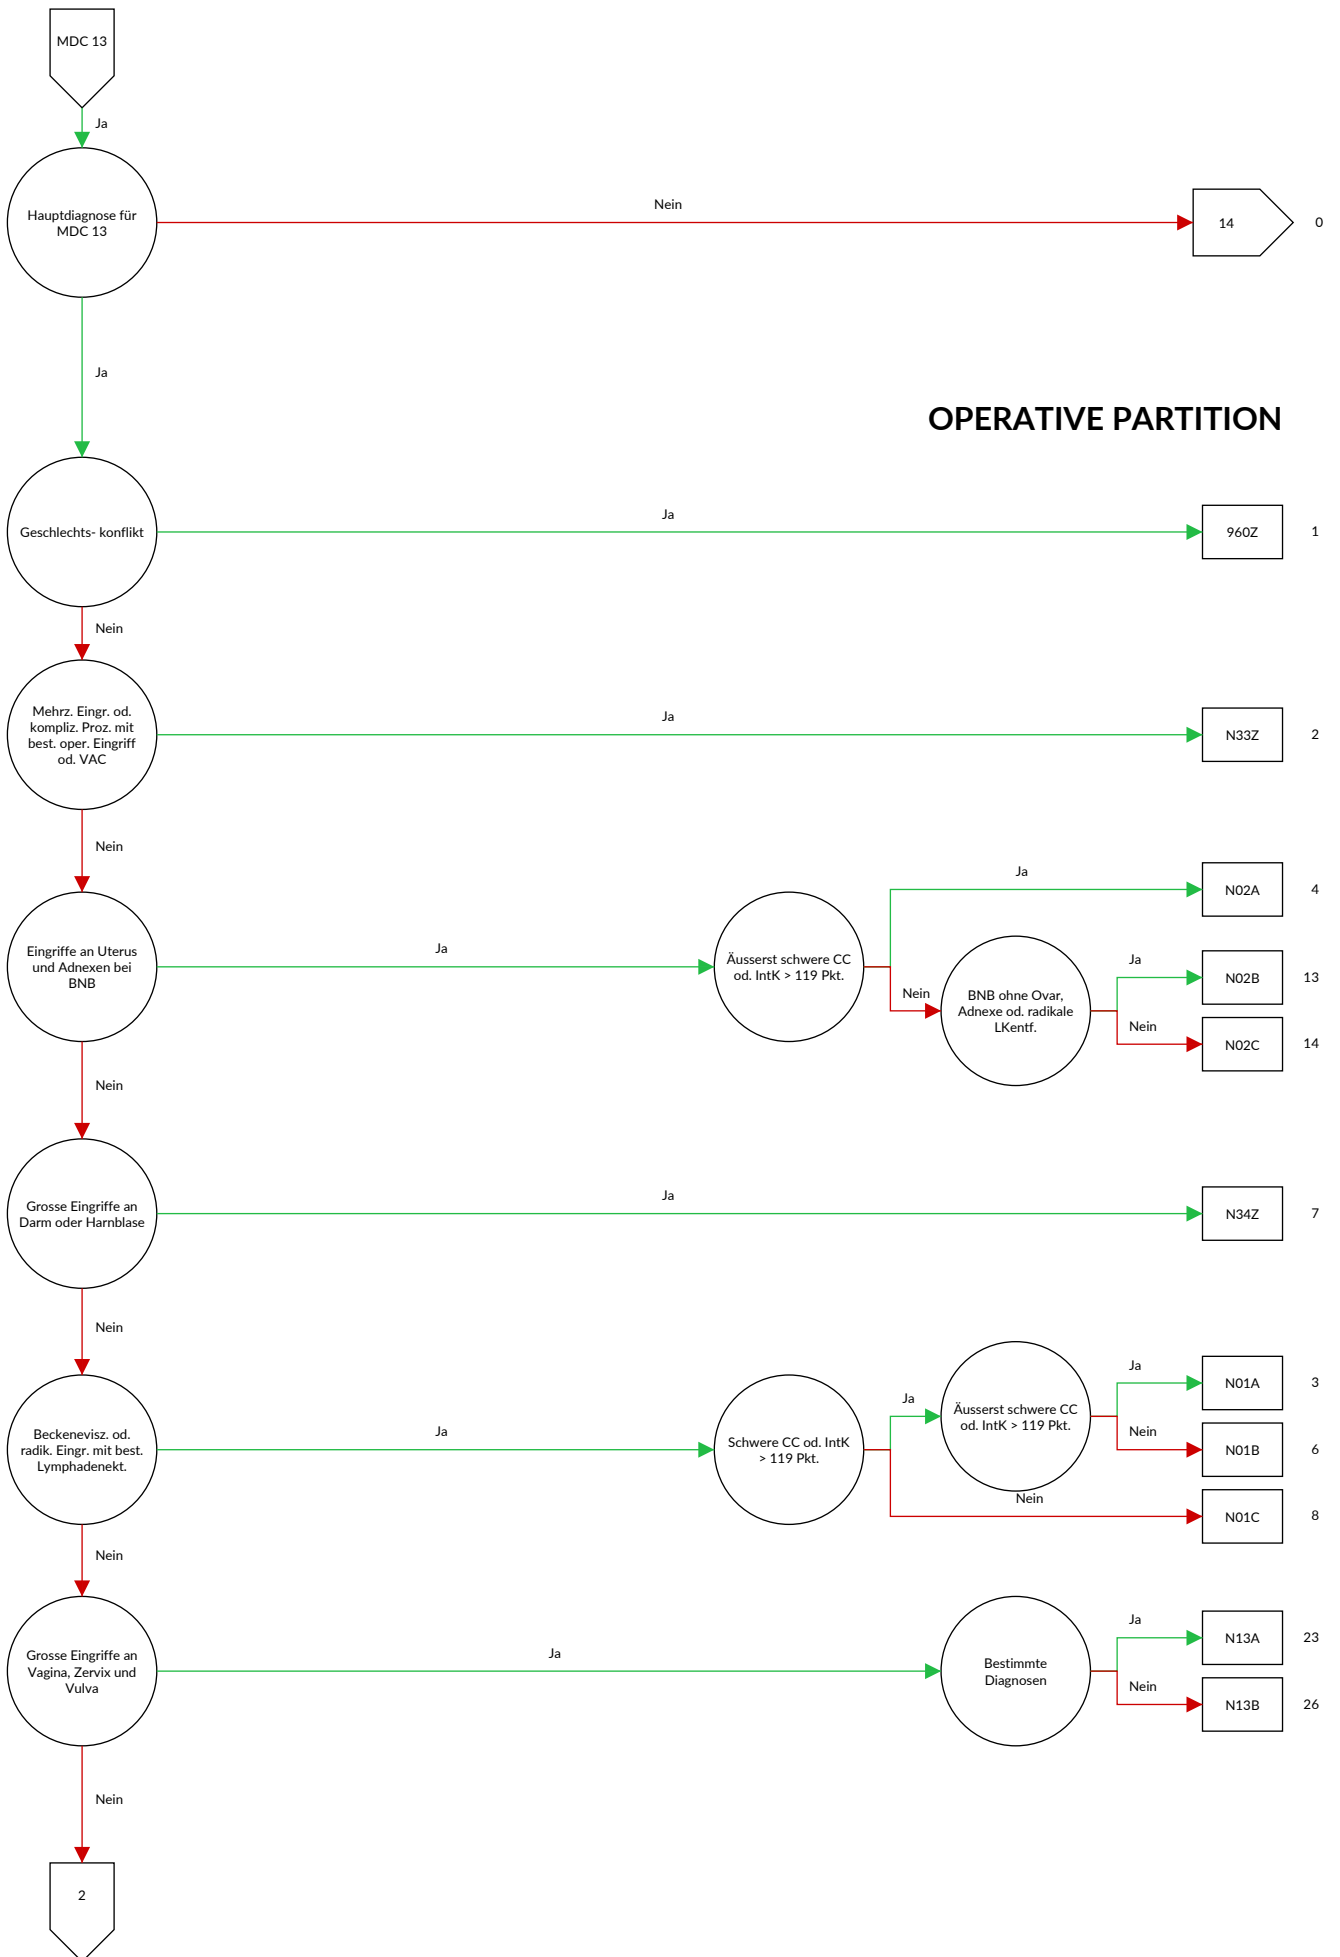 MDC 13
Ja
Hauptdiagnose für
MDC 13
Nein
14
0
Ja
OPERATIVE PARTITION
Geschlechts- konflikt
Ja
960Z
1
Nein
Mehrz. Eingr. od.
kompliz. Proz. mit
best. oper. Eingriff
od. VAC
Ja
N33Z
2
Nein
Eingriffe an Uterus
und Adnexen bei
BNB
Ja
Äusserst schwere CC
od. IntK > 119 Pkt.
Ja
N02A
4
Nein
BNB ohne Ovar,
Adnexe od. radikale
LKentf.
Ja
N02B
13
Nein
N02C
14
Nein
Grosse Eingriffe an
Darm oder Harnblase
Ja
N34Z
7
Nein
Beckenevisz. od.
radik. Eingr. mit best.
Lymphadenekt.
Ja
Schwere CC od. IntK
> 119 Pkt.
Ja
Äusserst schwere CC
od. IntK > 119 Pkt.
Ja
N01A
3
Nein
N01B
6
Nein
N01C
8
Nein
Grosse Eingriffe an
Vagina, Zervix und
Vulva
Ja
Bestimmte
Diagnosen
Ja
N13A
23
Nein
N13B
26
Nein
2